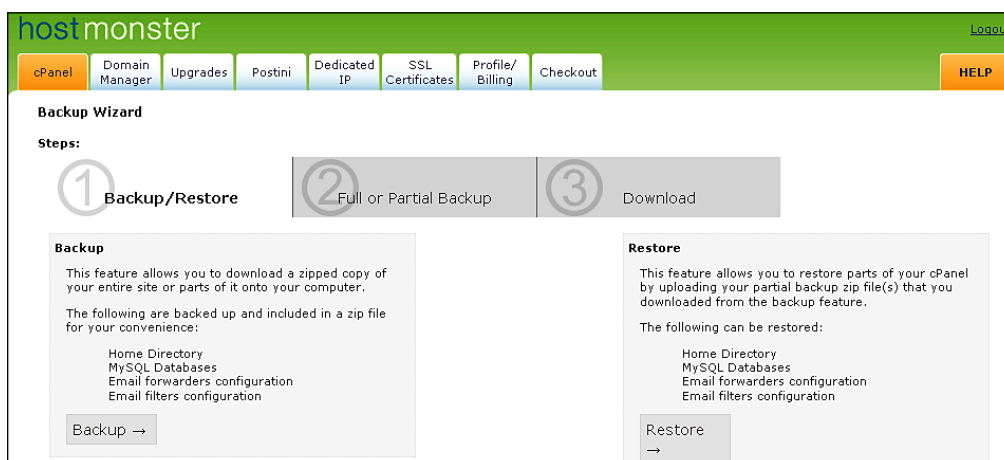 hostmonster
cPanel
Domain
Manager
Upgrades
Postini
Dedicated
IP
SSL
Certificates
Profile/
Billing
Checkout
HELP
Backup Wizard
Steps:
1 Backup/Restore
2 Full or Partial Backup
3 Download
Backup
This feature allows you to download a zipped copy of
your entire site or parts of it onto your computer.
The following are backed up and included in a zip file
for your convenience:
Home Directory
MySQL Databases
Email forwarders configuration
Email filters configuration
Backup →
Restore
This feature allows you to restore parts of your cPanel
by uploading your partial backup zip file(s) that you
downloaded from the backup feature.
The following can be restored:
Home Directory
MySQL Databases
Email forwarders configuration
Email filters configuration
Restore
→